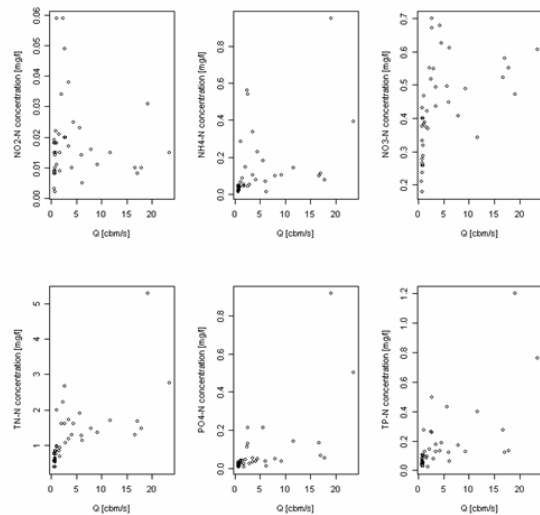 NO2-N concentration [mg/l]
0.00 0.01 0.02 0.03 0.04 0.05 0.06
0 5 10 15 20
Q [cbm/s]
NH4-N concentration [mg/l]
0.0 0.2 0.4 0.6 0.8
0 5 10 15 20
Q [cbm/s]
NO3-N concentration [mg/l]
0.2 0.3 0.4 0.5 0.6 0.7
0 5 10 15 20
Q [cbm/s]
TN-N concentration [mg/l]
1 2 3 4 5
0 5 10 15 20
Q [cbm/s]
PO4-N concentration [mg/l]
0.0 0.2 0.4 0.6 0.8
0 5 10 15 20
Q [cbm/s]
TP-N concentration [mg/l]
0.0 0.2 0.4 0.6 0.8 1.0 1.2
0 5 10 15 20
Q [cbm/s]